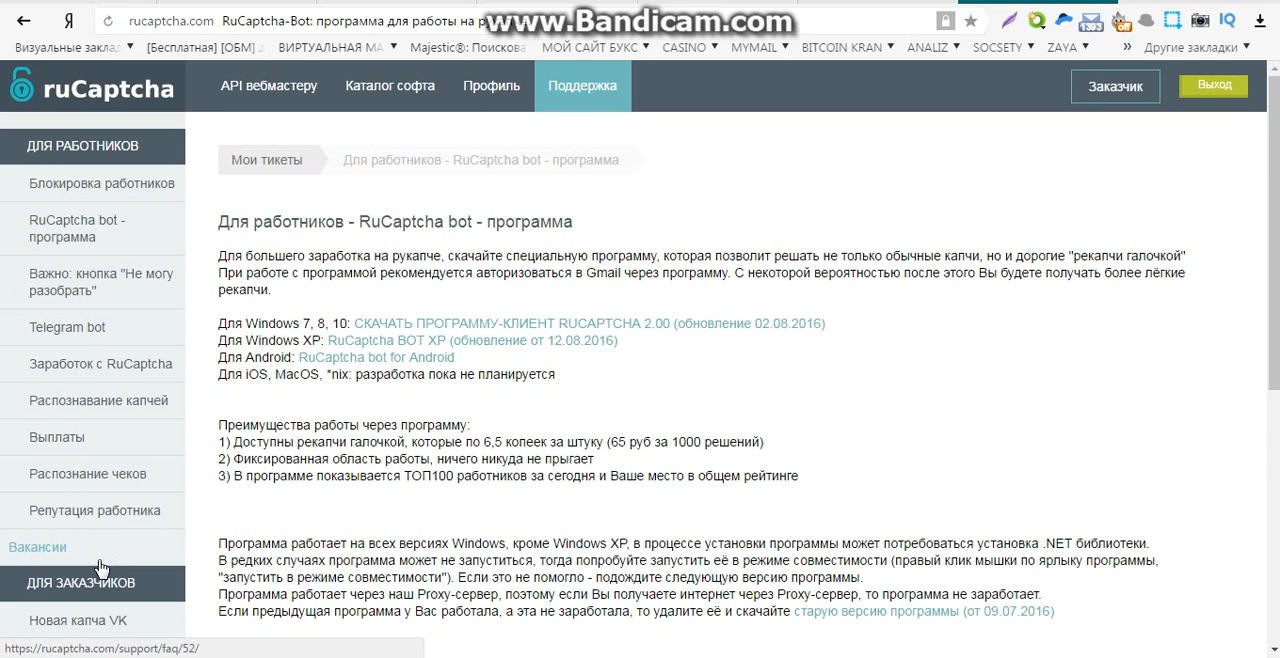 Я
rucaptcha.com RuCaptcha-Bot: программа для работы на
www.Bandicam.com
1393
off
IQ
Визуальные заклад
[Бесплатная] [ОБМ]
ВИРТУАЛЬНАЯ МА
Majestic®: Поискова
МОЙ САЙТ БУКС
CASINO
MYMAIL
BITCOIN KRAN
ANALIZ
SOCSETY
ZAYA
»
Другие закладки
ruCaptcha
API вебмастеру
Каталог софта
Профиль
Поддержка
Заказчик
Выход
ДЛЯ РАБОТНИКОВ
Блокировка работников
RuCaptcha bot -
программа
Важно: кнопка "Не могу
разобрать"
Telegram bot
Заработок с RuCaptcha
Распознавание капчей
Выплаты
Распознание чеков
Репутация работника
Вакансии
ДЛЯ ЗАКАЗЧИКОВ
Новая капча VK
https://rucaptcha.com/support/faq/52/
Мои тикеты
Для работников - RuCaptcha bot - программа
Для работников - RuCaptcha bot - программа
Для большего заработка на рукапче, скачайте специальную программу, которая позволит решать не только обычные капчи, но и дорогие "рекапчи галочкой"
При работе с программой рекомендуется авторизоваться в Gmail через программу. С некоторой вероятностью после этого Вы будете получать более лёгкие
рекапчи.
Для Windows 7, 8, 10: СКАЧАТЬ ПРОГРАММУ-КЛИЕНТ RUCAPTCHA 2.00 (обновление 02.08.2016)
Для Windows XP: RuCaptcha BOT XP (обновление от 12.08.2016)
Для Android: RuCaptcha bot for Android
Для iOS, MacOS, *nix: разработка пока не планируется
Преимущества работы через программу:
1) Доступны рекапчи галочкой, которые по 6,5 копеек за штуку (65 руб за 1000 решений)
2) Фиксированная область работы, ничего никуда не прыгает
3) В программе показывается ТОП100 работников за сегодня и Ваше место в общем рейтинге
Программа работает на всех версиях Windows, кроме Windows XP, в процессе установки программы может потребоваться установка .NET библиотеки.
В редких случаях программа может не запуститься, тогда попробуйте запустить её в режиме совместимости (правый клик мышки по ярлыку программы,
"запустить в режиме совместимости"). Если это не помогло - подождите следующую версию программы.
Программа работает через наш Proxy-сервер, поэтому если Вы получаете интернет через Proxy-сервер, то программа не заработает.
Если предыдущая программа у Вас работала, а эта не заработала, то удалите её и скачайте старую версию программы (от 09.07.2016)